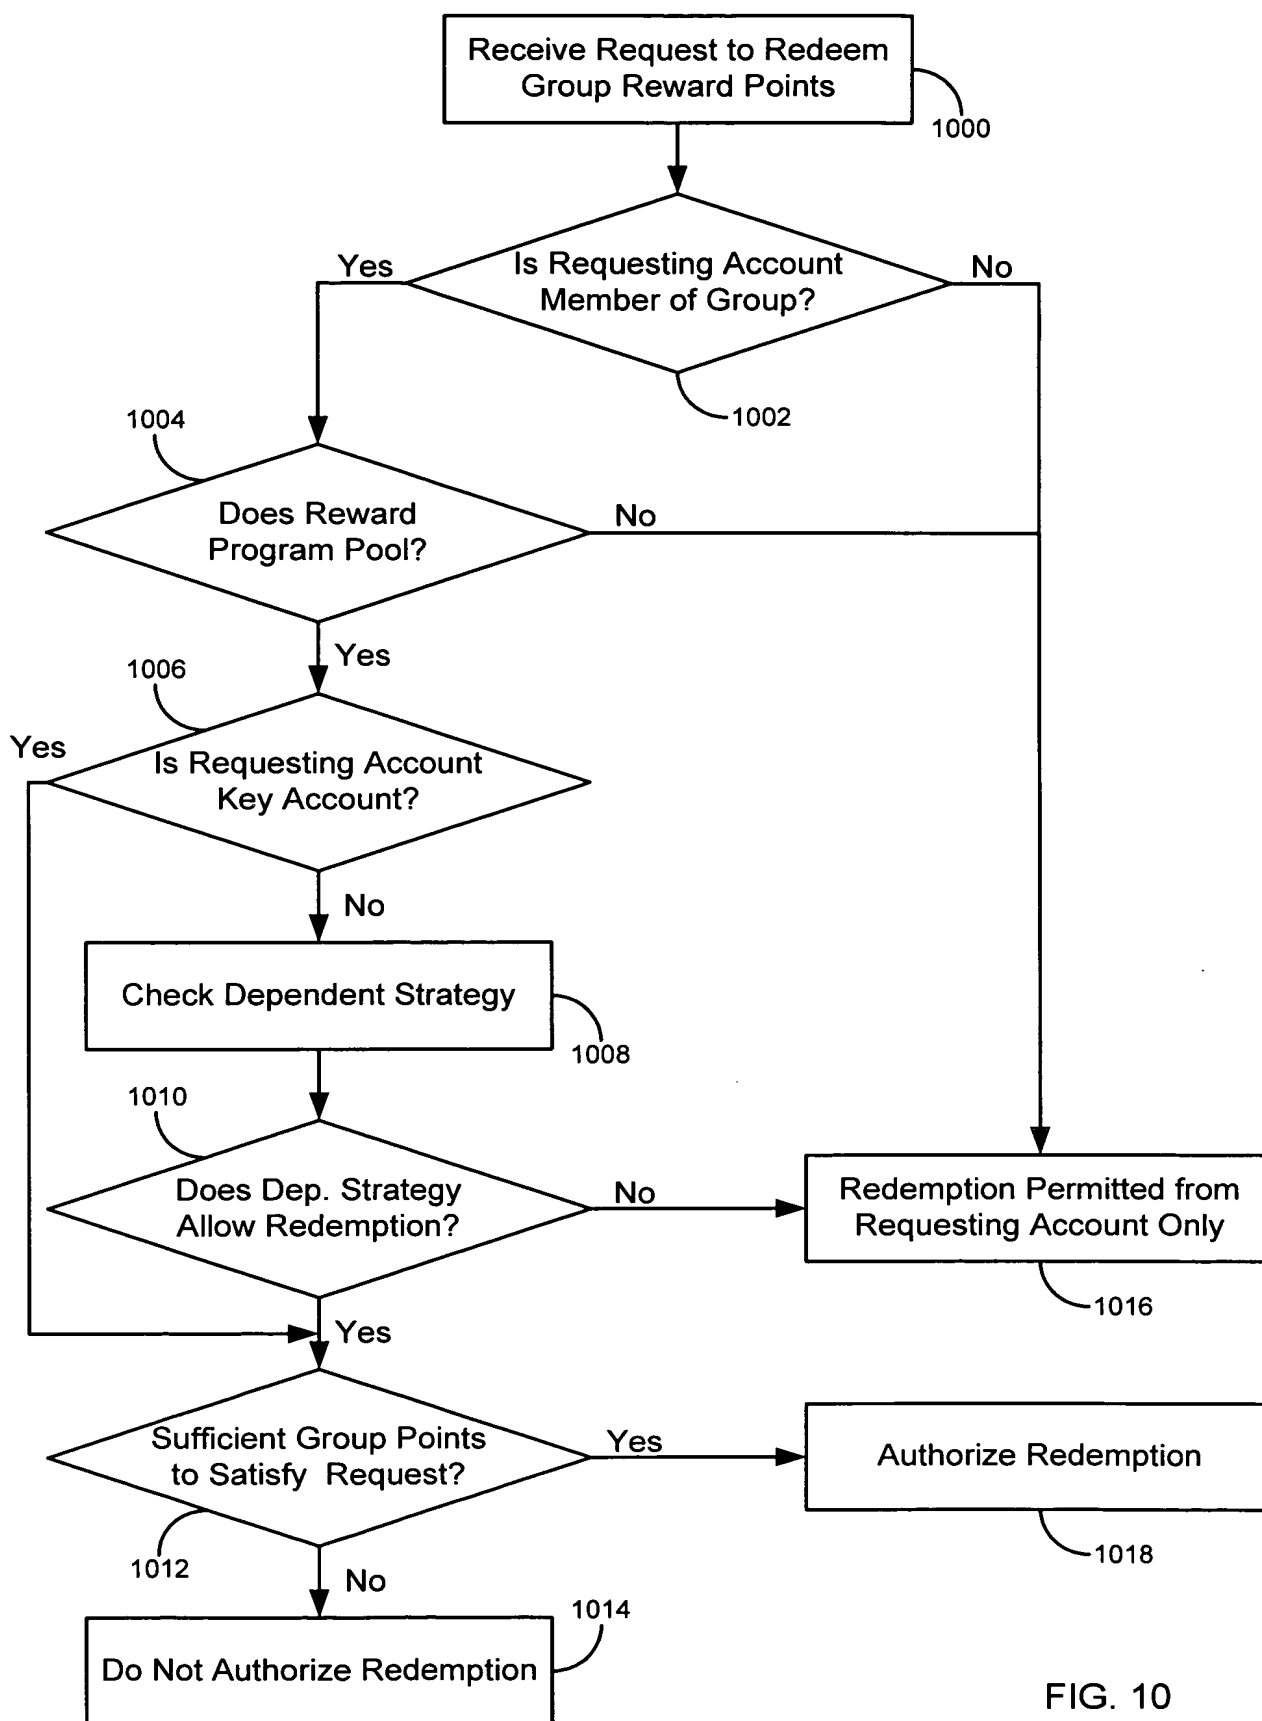 Receive Request to Redeem
Group Reward Points
1000
Is Requesting Account
Member of Group?
Yes
No
1002
1004
Does Reward
Program Pool?
No
Yes
1006
Yes
Is Requesting Account
Key Account?
No
Check Dependent Strategy
1008
1010
Does Dep. Strategy
Allow Redemption?
No
Redemption Permitted from
Requesting Account Only
1016
Yes
Sufficient Group Points
to Satisfy Request?
Yes
Authorize Redemption
1018
1012
No
1014
Do Not Authorize Redemption
FIG. 10